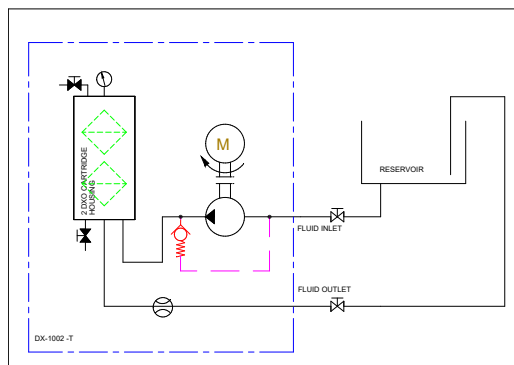 M
2 DXO CARTRIDGE
HOUSING
RESERVOIR
FLUID INLET
FLUID OUTLET
DX-1002 -T